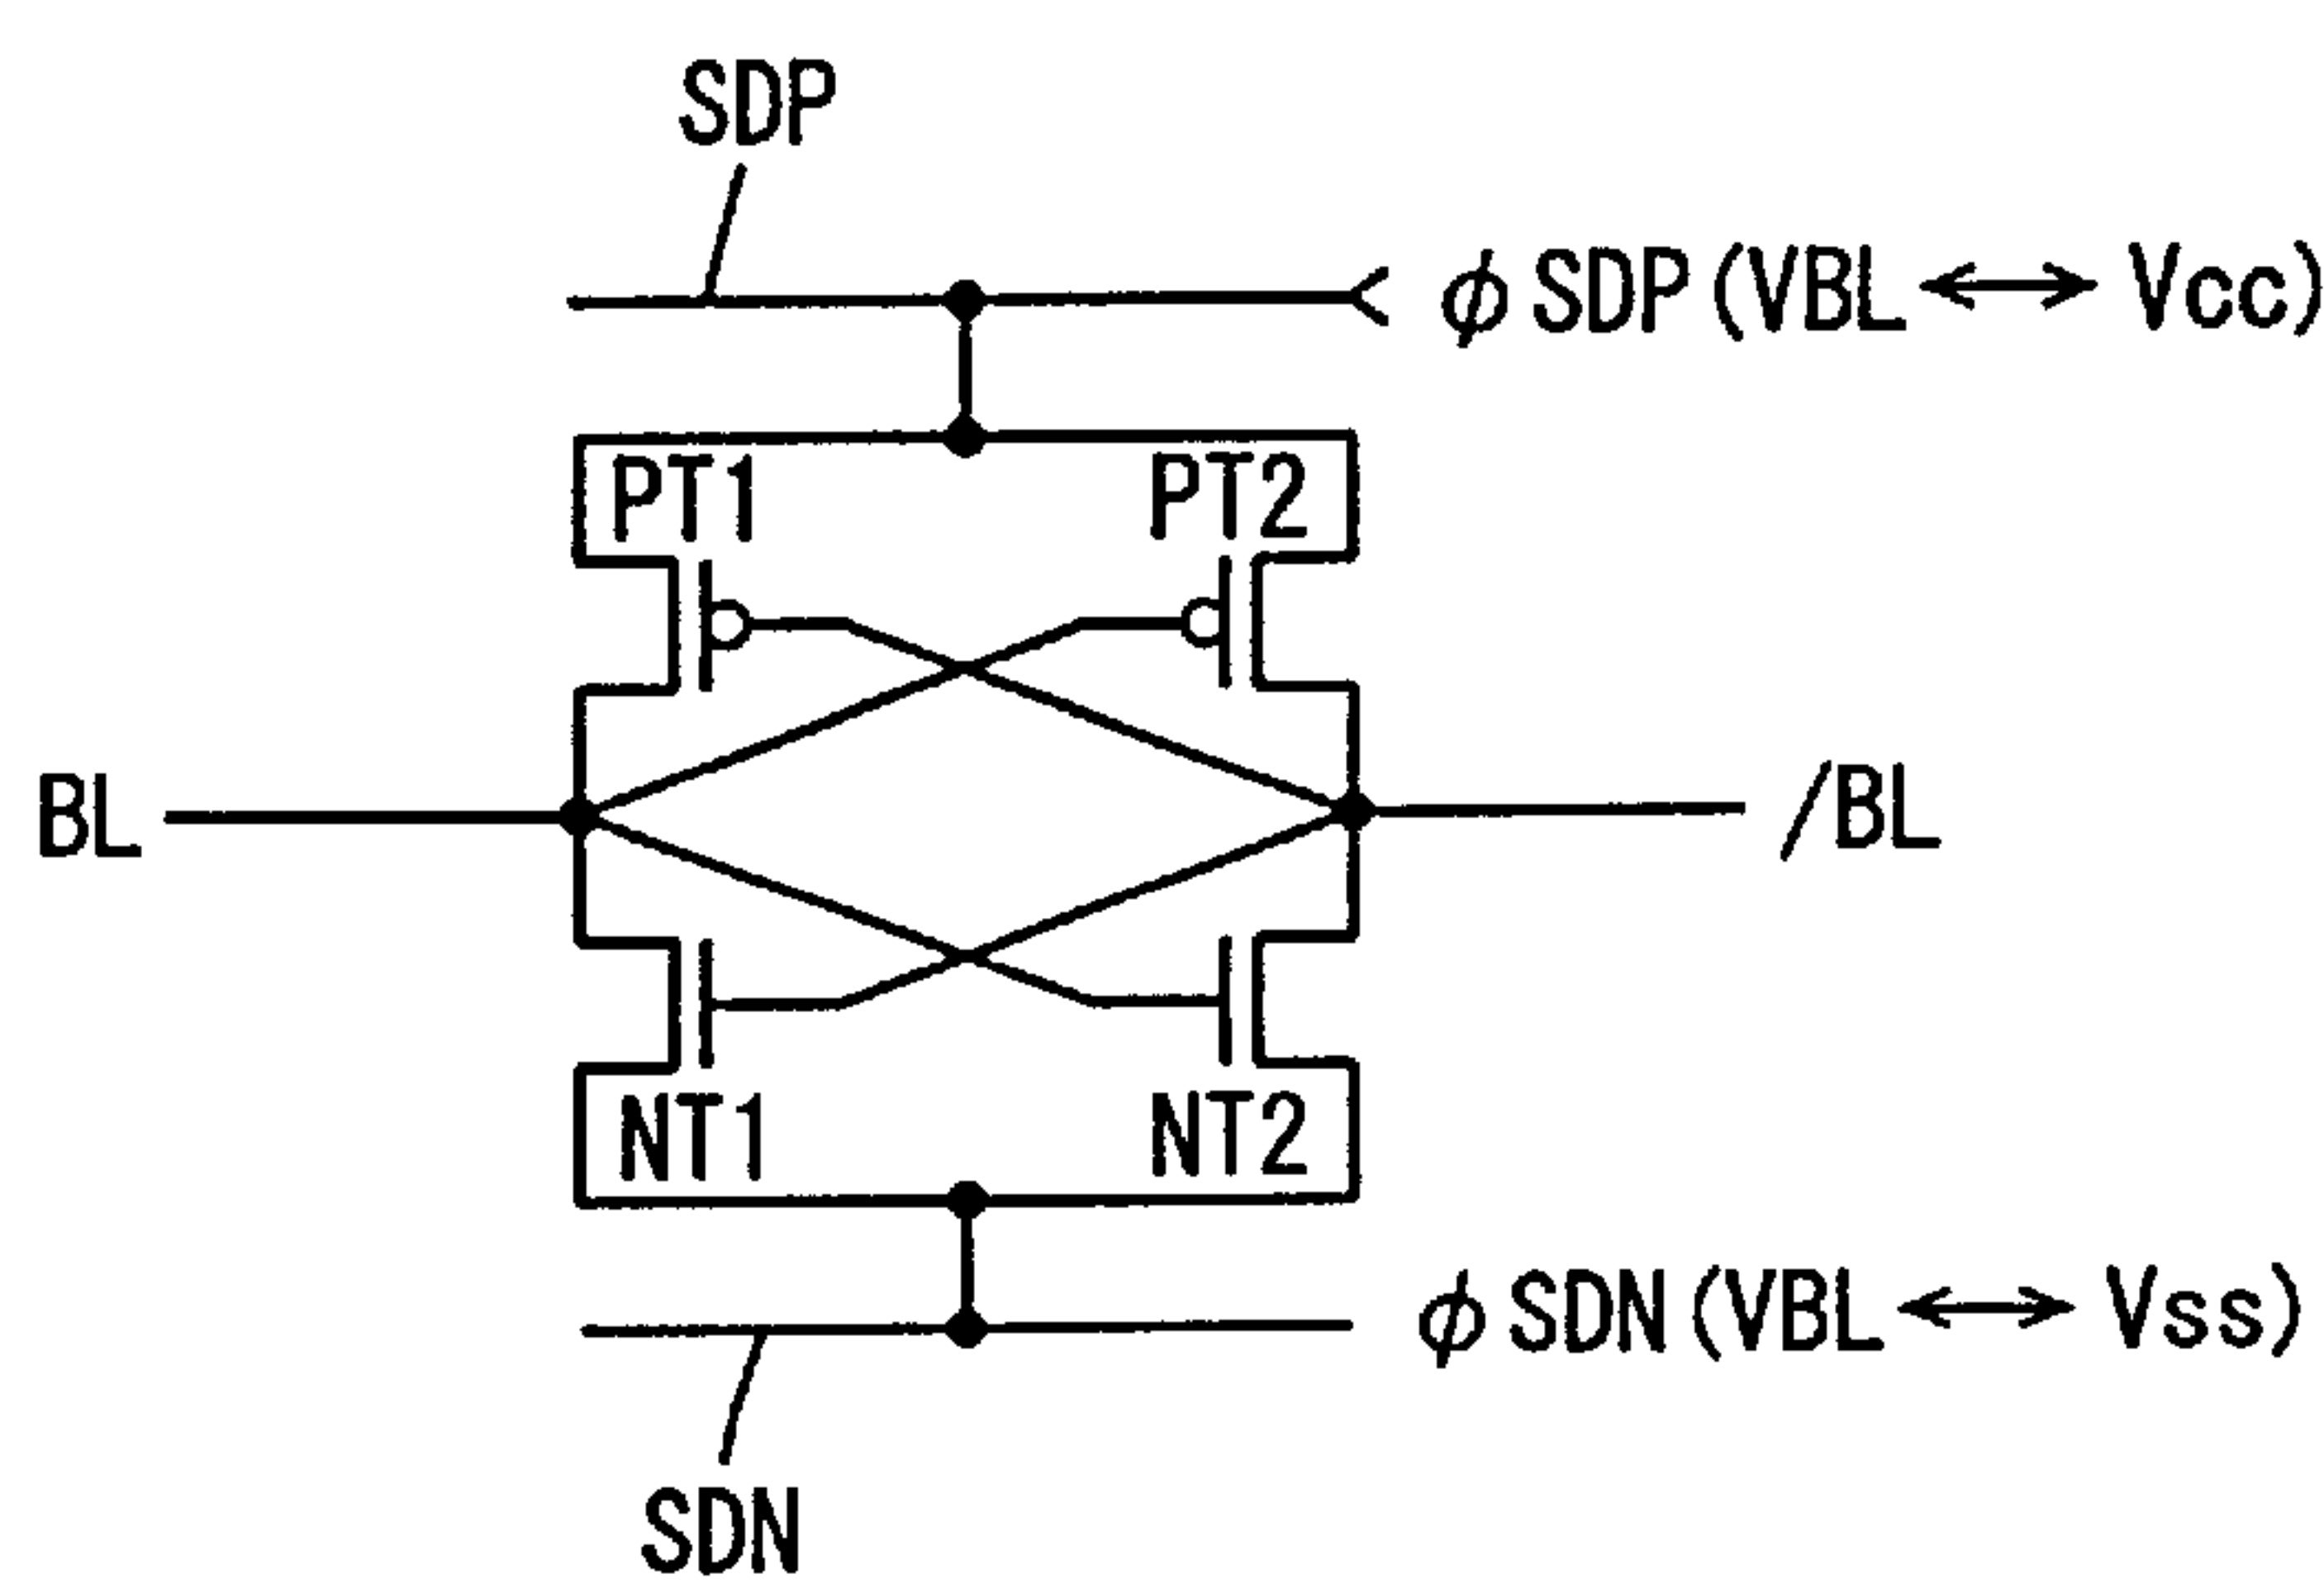 SDP
φSDP(VBL ↔ Vcc)
PT1
PT2
BL
/BL
NT1
NT2
φSDN(VBL ↔ Vss)
SDN